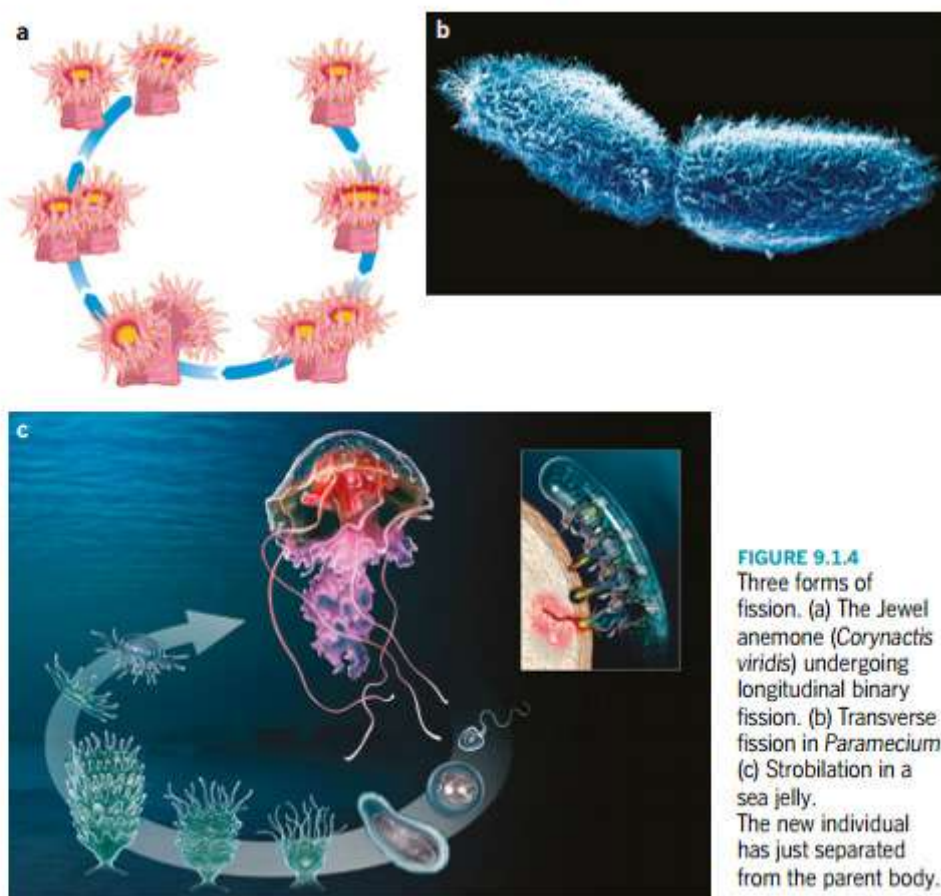 a
b
c
FIGURE 9.1.4
Three forms of
fission. (a) The Jewel
anemone (Corynactis
viridis) undergoing
longitudinal binary
fission. (b) Transverse
fission in Paramecium
(c) Strobilation in a
sea jelly.
The new individual
has just separated
from the parent body.